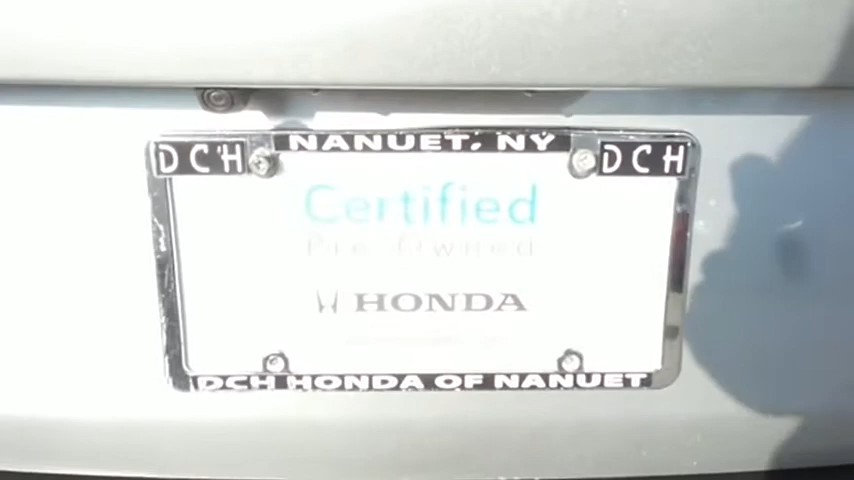 NANUET, NY
DCH DCH
Certified
Pre-Owned
HONDA
DCH HONDA OF NANUET